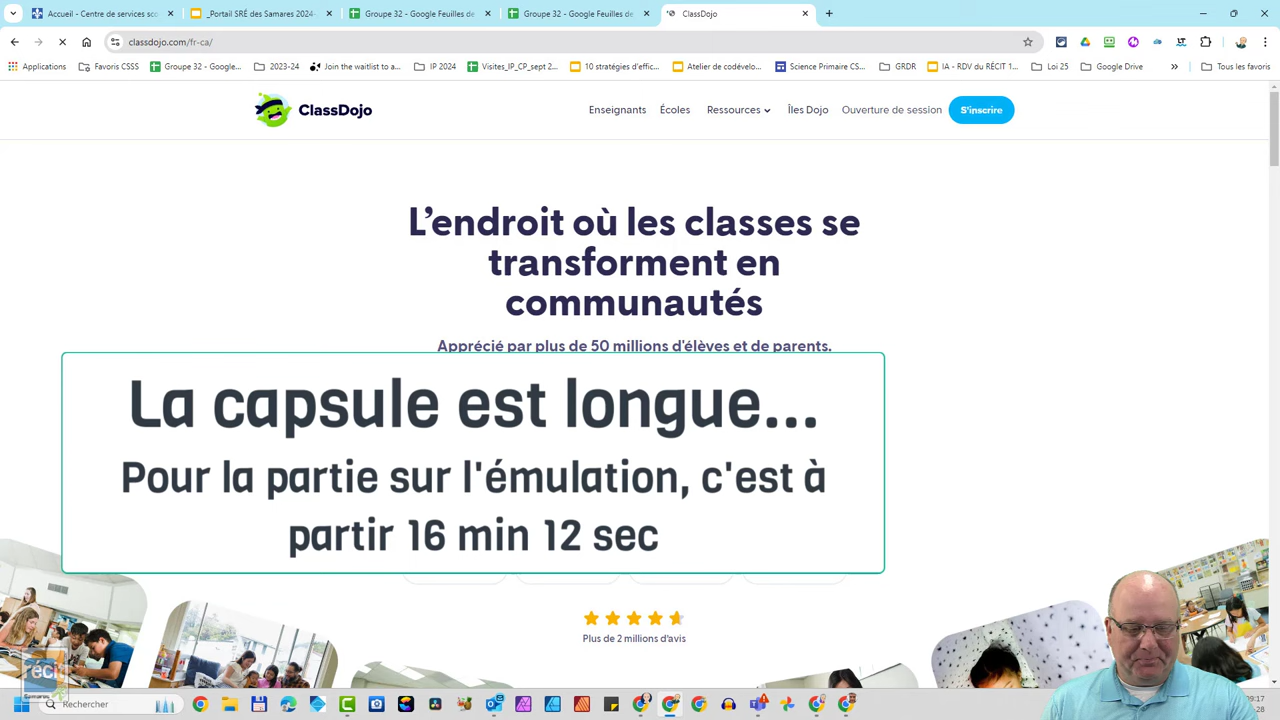 Accueil - Centre de services sco
_Portail SRÉ des Samares 2024-
Groupe 32 - Google Feuilles de
Groupe 32 - Google Feuilles de
ClassDojo
classdojo.com/fr-ca/
Applications
Favoris CSSS
Groupe 32 - Google...
2023-24
Join the waitlist to a...
IP 2024
Visites_IP_CP_sept 2...
10 stratégies d'effic...
Atelier de codévelo...
Science Primaire CS...
GRDR
IA - RDV du RÉCIT 1...
Loi 25
Google Drive
Tous les favoris
ClassDojo
Enseignants
Écoles
Ressources
Îles Dojo
Ouverture de session
S'inscrire
L'endroit où les classes se
transforment en
communautés
Apprécié par plus de 50 millions d'élèves et de parents.
La capsule est longue...
Pour la partie sur l'émulation, c'est à
partir 16 min 12 sec
Plus de 2 millions d'avis
récit
Samares
Rechercher